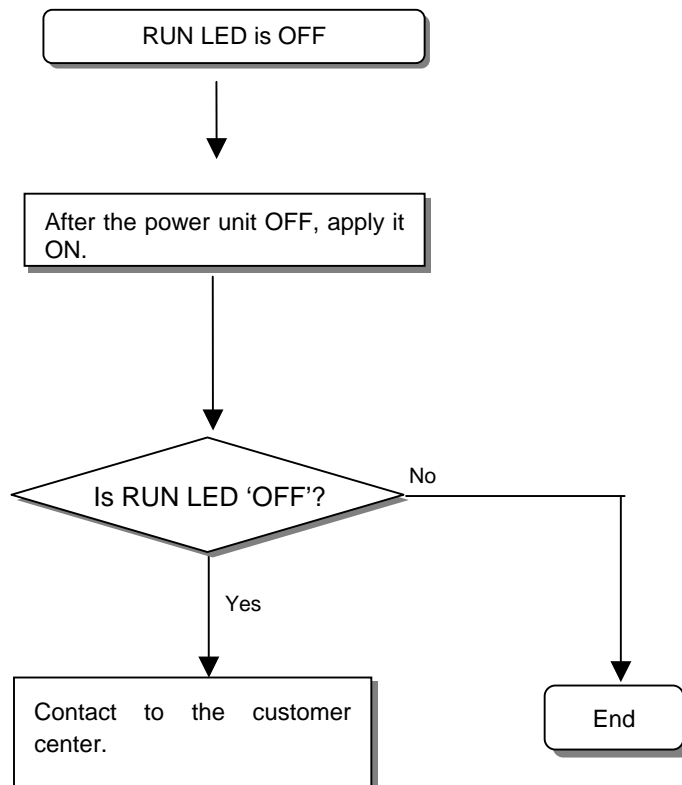 RUN LED is OFF
After the power unit OFF, apply it
ON.
Is RUN LED ‘OFF’?
No
Yes
Contact to the customer
center.
End